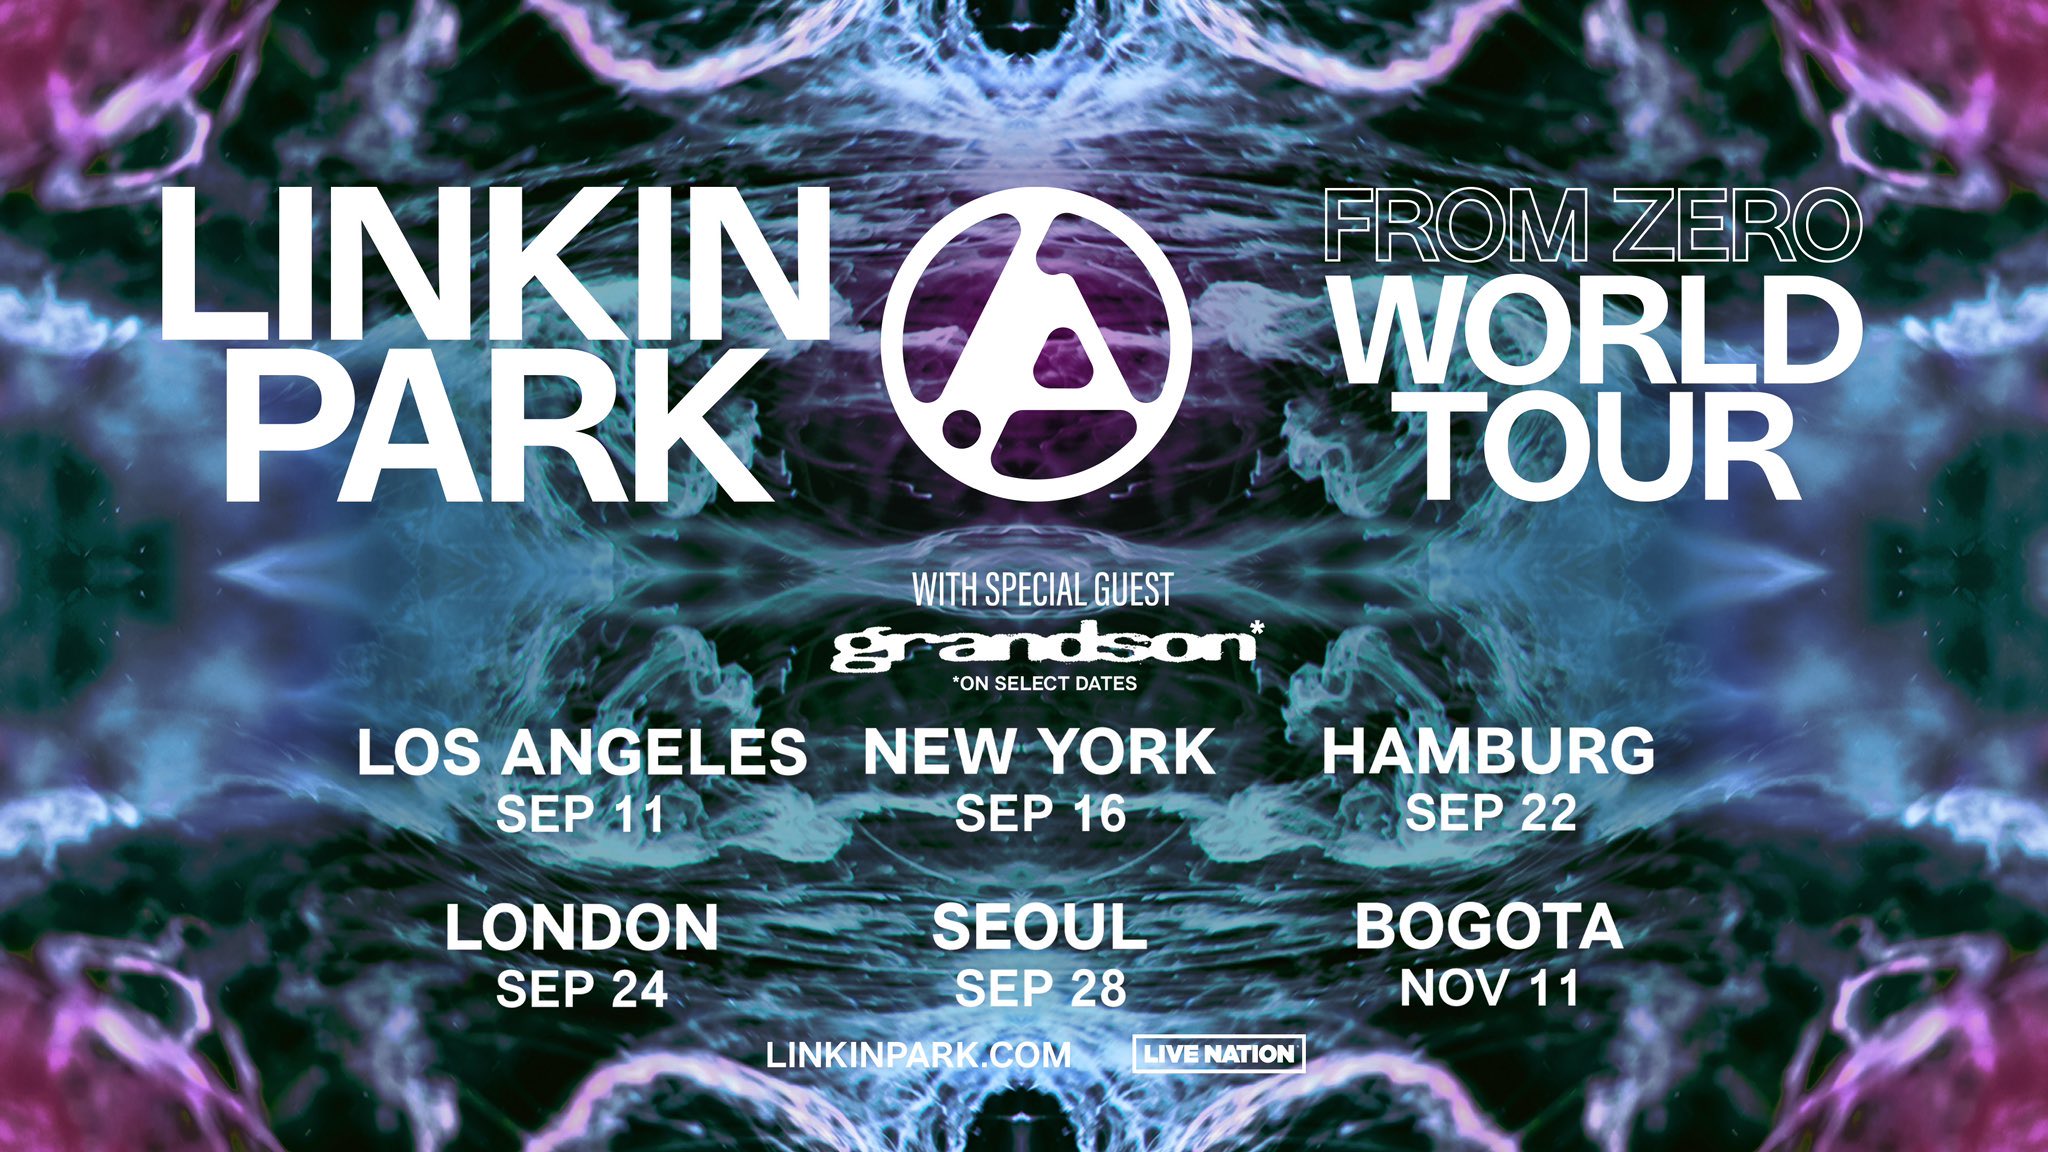 LINKIN
PARK
FROM ZERO
WORLD
TOUR
WITH SPECIAL GUEST
grandson*
*ON SELECT DATES
LOS ANGELES
SEP 11
NEW YORK
SEP 16
HAMBURG
SEP 22
LONDON
SEP 24
SEOUL
SEP 28
BOGOTA
NOV 11
LINKINPARK.COM
LIVE NATION